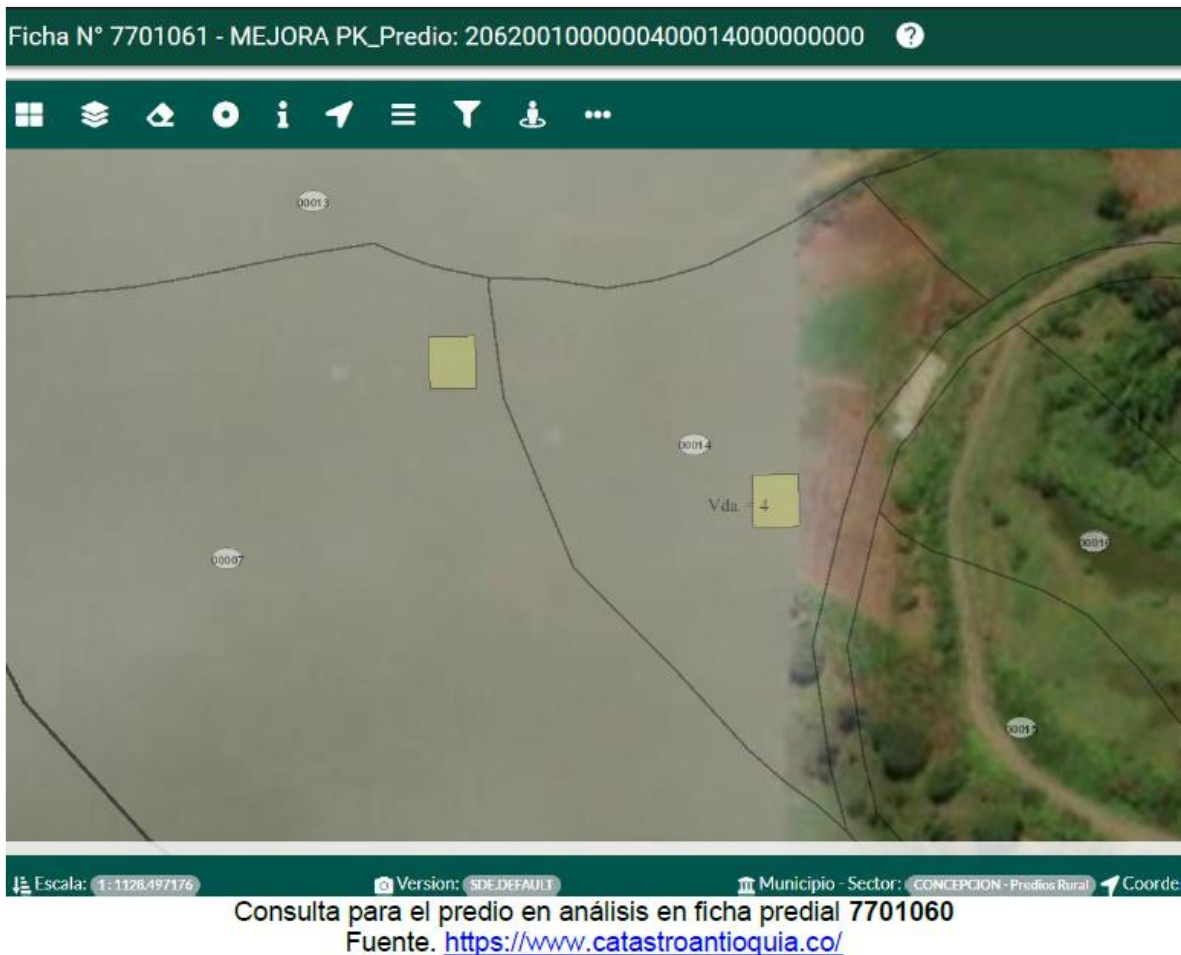 Ficha N° 7701061 - MEJORA PK_Predio: 2062001000000400014000000000 ?
00013
00014
Vda. = 4
00007
00016
00015
Escala: 1:1128.497176 Version: SDE.DEFAULT Municipio - Sector: CONCEPCION - Predios Rural Coorde
Consulta para el predio en análisis en ficha predial 7701060
Fuente. https://www.catastroantioquia.co/